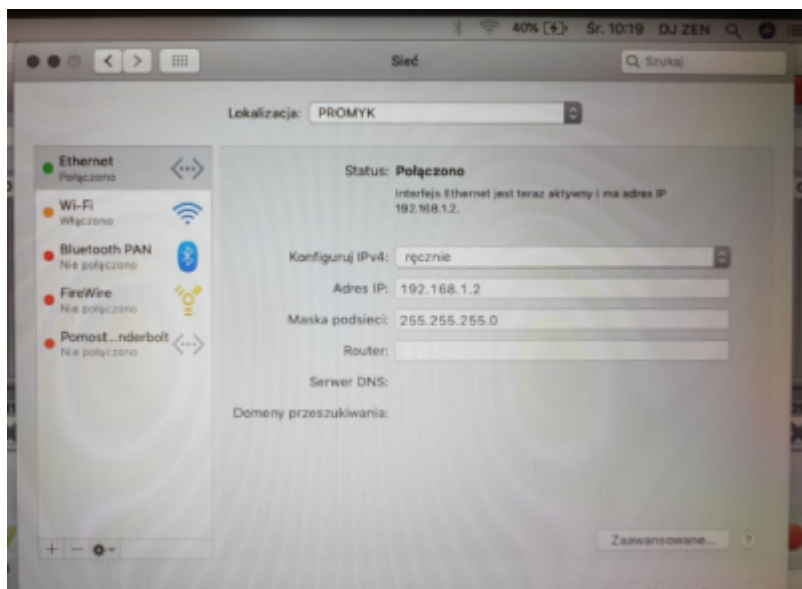 40% Śr. 10:19 DJ ZEN
Sieć
Szukaj
Lokalizacja: PROMYK
Ethernet
Połączono
Wi-Fi
Włączono
Bluetooth PAN
Nie połączono
FireWire
Nie połączono
Pomost...nderbolt
Nie połączono
Status: Połączono
Interfejs Ethernet jest teraz aktywny i ma adres IP
192.168.1.2.
Konfiguruj IPv4: ręcznie
Adres IP: 192.168.1.2
Maska podsieci: 255.255.255.0
Router:
Serwer DNS:
Domeny przeszukiwania:
Zaawansowane... ?